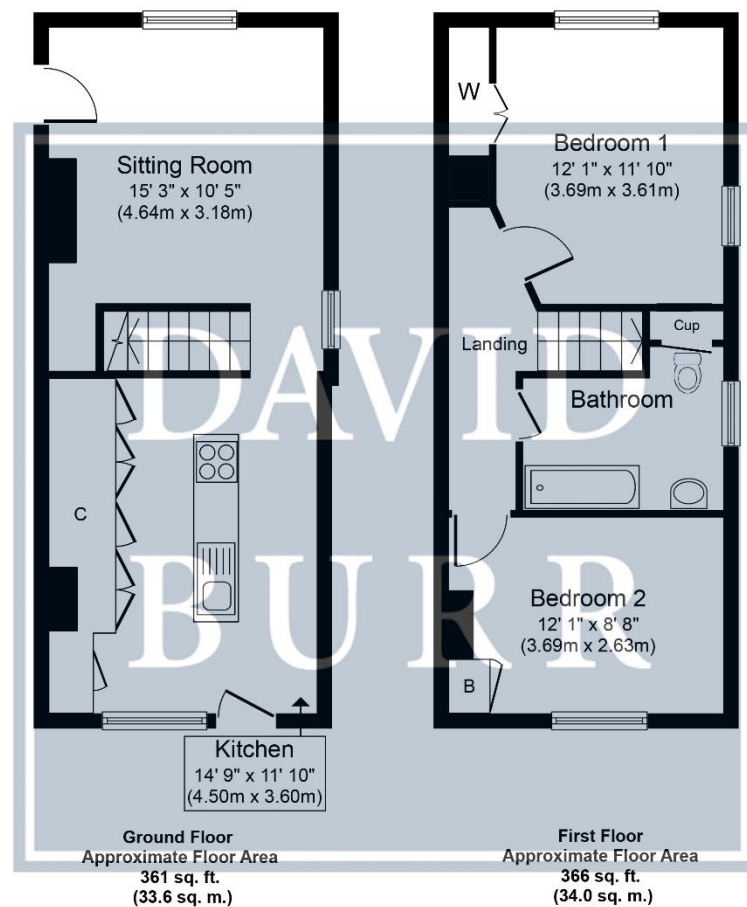 Sitting Room
15' 3" x 10' 5"
(4.64m x 3.18m)
C
Kitchen
14' 9" x 11' 10"
(4.50m x 3.60m)
Ground Floor
Approximate Floor Area
361 sq. ft.
(33.6 sq. m.)
W
Bedroom 1
12' 1" x 11' 10"
(3.69m x 3.61m)
Landing
Cup
Bathroom
Bedroom 2
12' 1" x 8' 8"
(3.69m x 2.63m)
B
First Floor
Approximate Floor Area
366 sq. ft.
(34.0 sq. m.)
DAVID
BURR